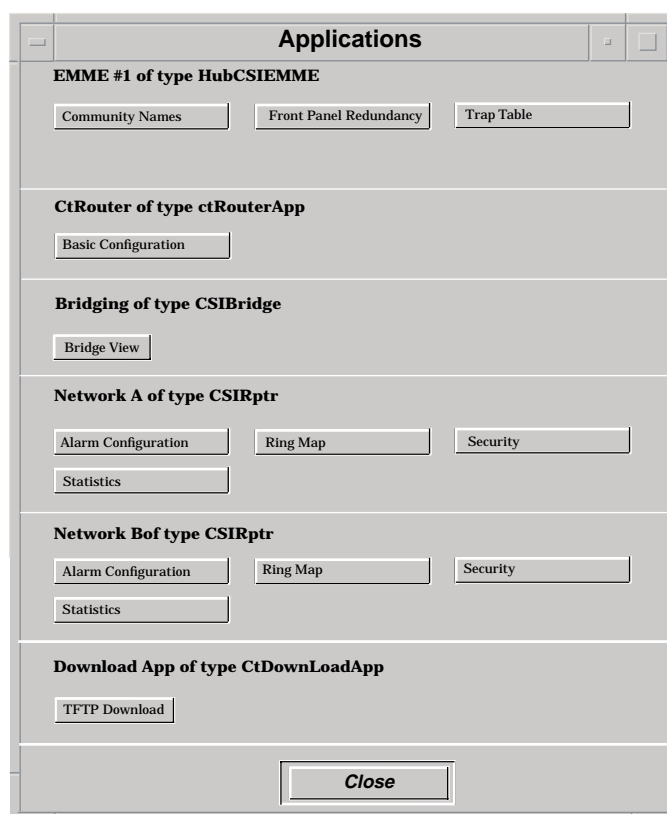 Applications
EMME #1 of type HubCSIEMME
Community Names Front Panel Redundancy Trap Table
CtRouter of type ctRouterApp
Basic Configuration
Bridging of type CSIBridge
Bridge View
Network A of type CSIRptr
Alarm Configuration Ring Map Security
Statistics
Network Bof type CSIRptr
Alarm Configuration Ring Map Security
Statistics
Download App of type CtDownLoadApp
TFTP Download
Close